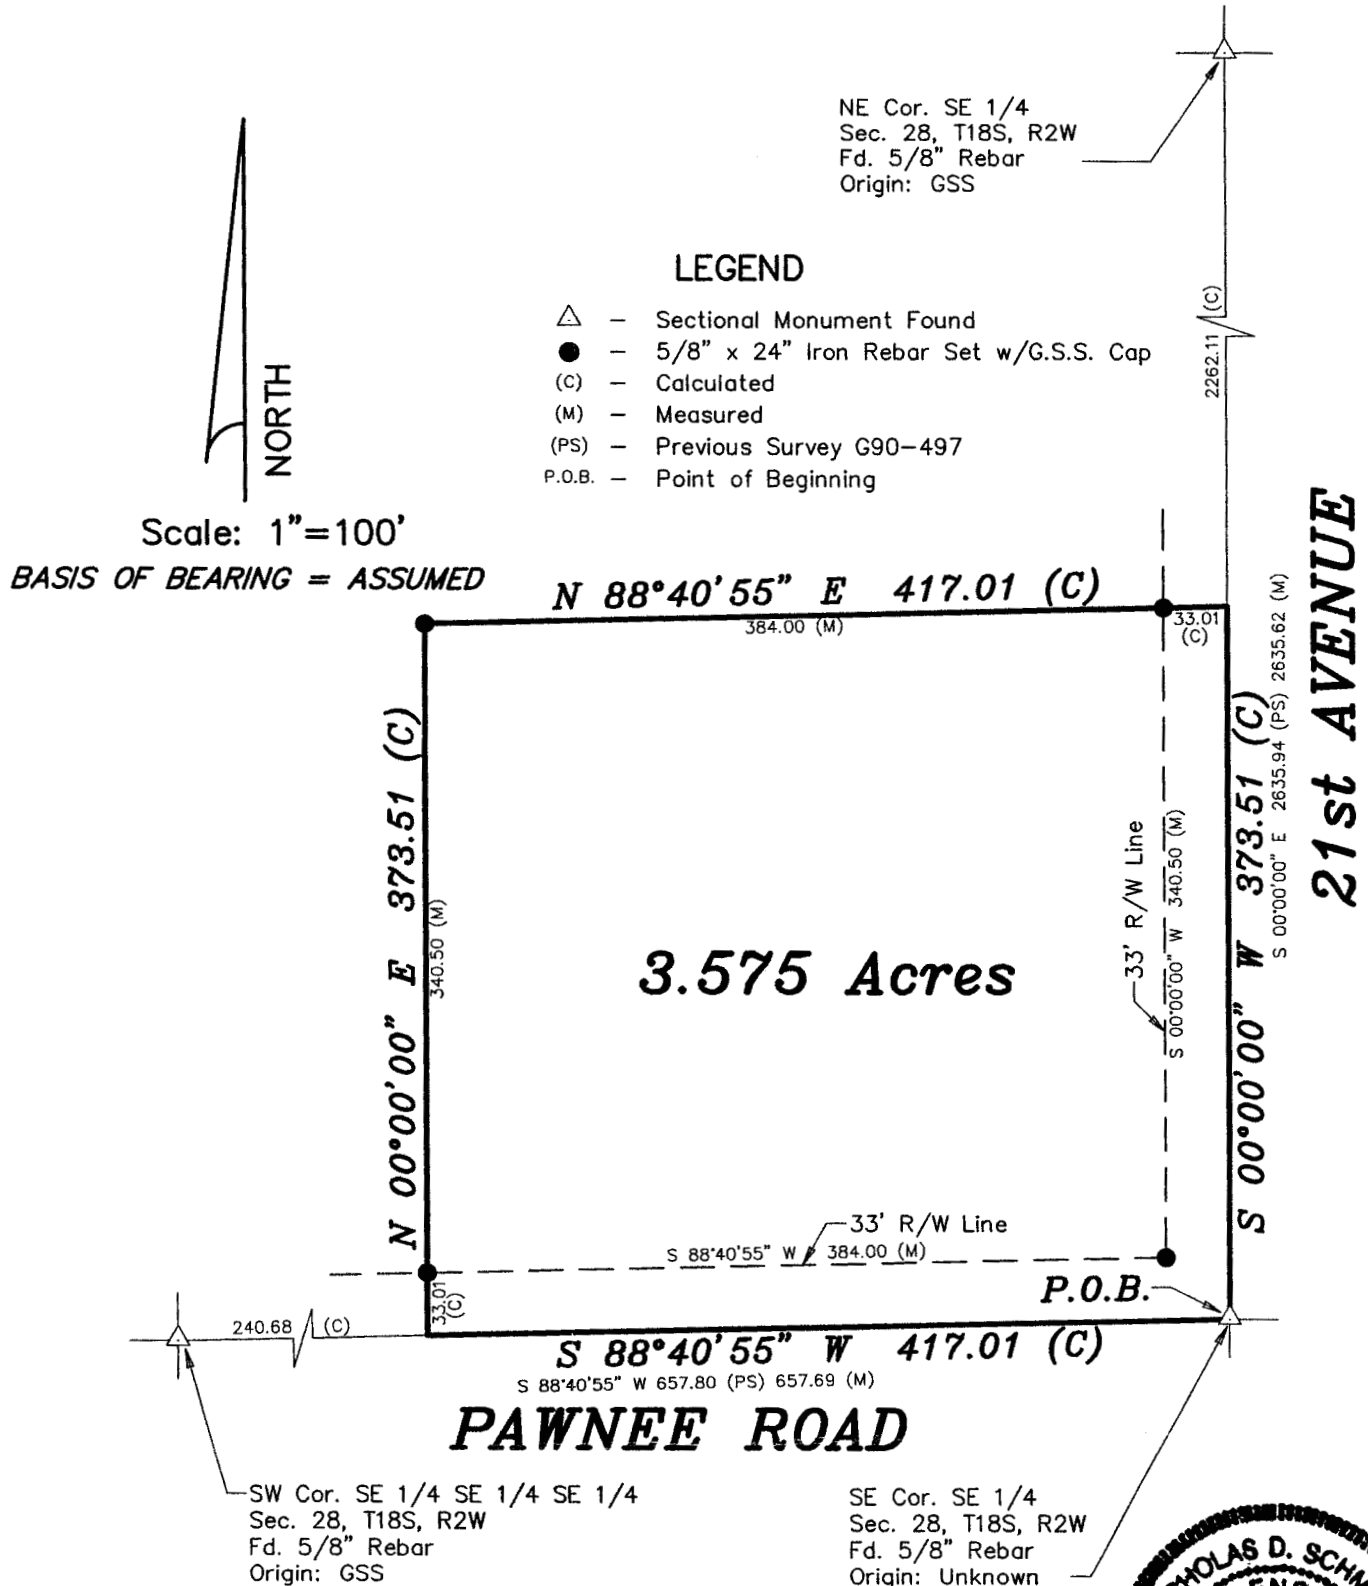 NE Cor. SE 1/4
Sec. 28, T18S, R2W
Fd. 5/8" Rebar
Origin: GSS
NORTH
Scale: 1"=100'
BASIS OF BEARING = ASSUMED
LEGEND
△ – Sectional Monument Found
● – 5/8" x 24" Iron Rebar Set w/G.S.S. Cap
(C) – Calculated
(M) – Measured
(PS) – Previous Survey G90-497
P.O.B. – Point of Beginning
2262.11 (C)
21st AVENUE
N 88°40'55" E 417.01 (C)
384.00 (M)
33.01
(C)
S 00°00'00" E 2635.94 (PS) 2635.62 (M)
N 00°00'00" E 373.51 (C)
340.50 (M)
3.575 Acres
33' R/W Line
S 00°00'00" W 340.50 (M)
S 00°00'00" W 373.51 (C)
33' R/W Line
S 88°40'55" W 384.00 (M)
33.01
(C)
P.O.B.
240.68 (C)
S 88°40'55" W 417.01 (C)
S 88°40'55" W 657.80 (PS) 657.69 (M)
PAWNEE ROAD
SW Cor. SE 1/4 SE 1/4 SE 1/4
Sec. 28, T18S, R2W
Fd. 5/8" Rebar
Origin: GSS
SE Cor. SE 1/4
Sec. 28, T18S, R2W
Fd. 5/8" Rebar
Origin: Unknown
HOLAS D. SCHM